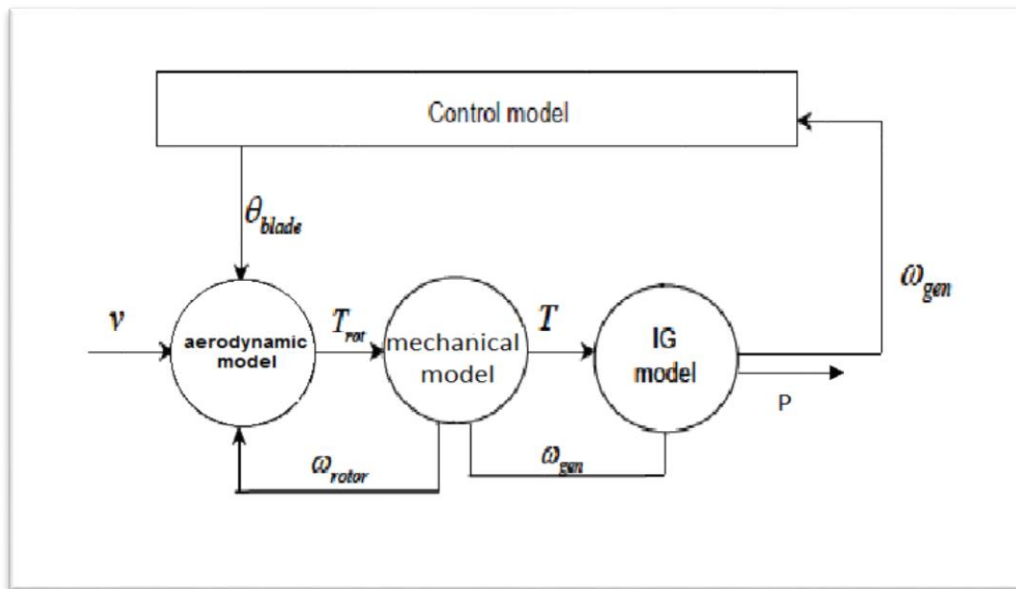 Control model
θblade
ωgen
v
aerodynamic
model
Trot
mechanical
model
T
IG
model
P
ωrotor
ωgen